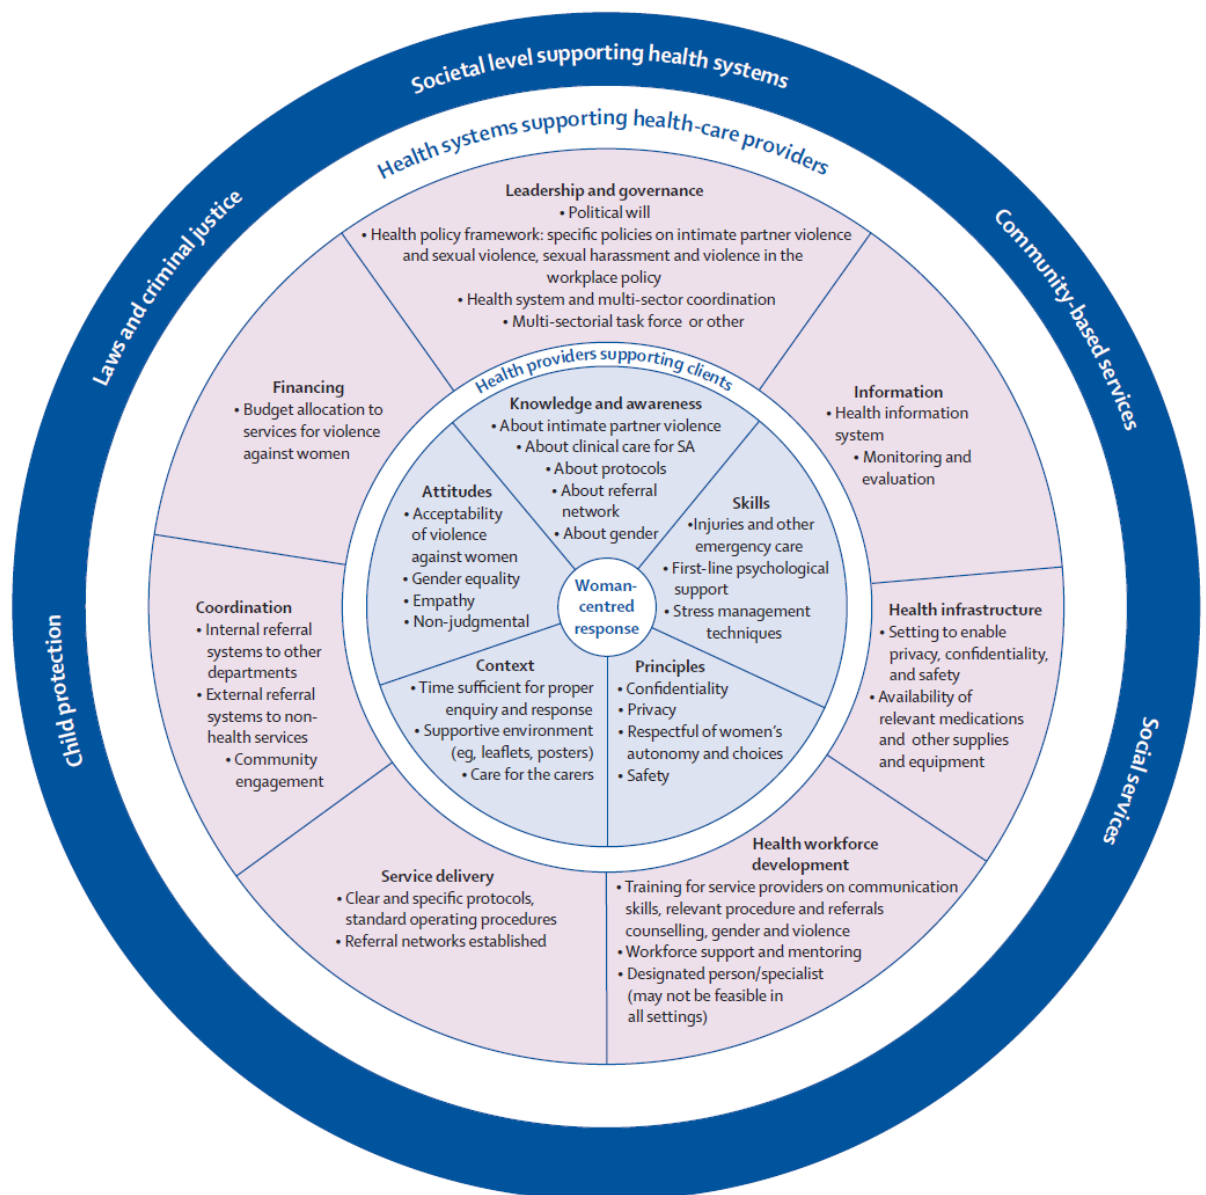 Societal level supporting health systems
Laws and criminal justice
Community-based services
Child protection
Social services
Health systems supporting health-care providers
Leadership and governance
• Political will
• Health policy framework: specific policies on intimate partner violence
and sexual violence, sexual harassment and violence in the
workplace policy
• Health system and multi-sector coordination
• Multi-sectorial task force or other
Information
• Health information
system
• Monitoring and
evaluation
Health infrastructure
• Setting to enable
privacy, confidentiality,
and safety
• Availability of
relevant medications
and other supplies
and equipment
Health workforce
development
• Training for service providers on communication
skills, relevant procedure and referrals
counselling, gender and violence
• Workforce support and mentoring
• Designated person/specialist
(may not be feasible in
all settings)
Service delivery
• Clear and specific protocols,
standard operating procedures
• Referral networks established
Coordination
• Internal referral
systems to other
departments
• External referral
systems to non-
health services
• Community
engagement
Financing
• Budget allocation to
services for violence
against women
Health providers supporting clients
Knowledge and awareness
• About intimate partner violence
• About clinical care for SA
• About protocols
• About referral
network
• About gender
Skills
•Injuries and other
emergency care
• First-line psychological
support
• Stress management
techniques
Principles
• Confidentiality
• Privacy
• Respectful of women's
autonomy and choices
• Safety
Context
• Time sufficient for proper
enquiry and response
• Supportive environment
(eg, leaflets, posters)
• Care for the carers
Attitudes
• Acceptability
of violence
against women
• Gender equality
• Empathy
• Non-judgmental
Woman-
centred
response